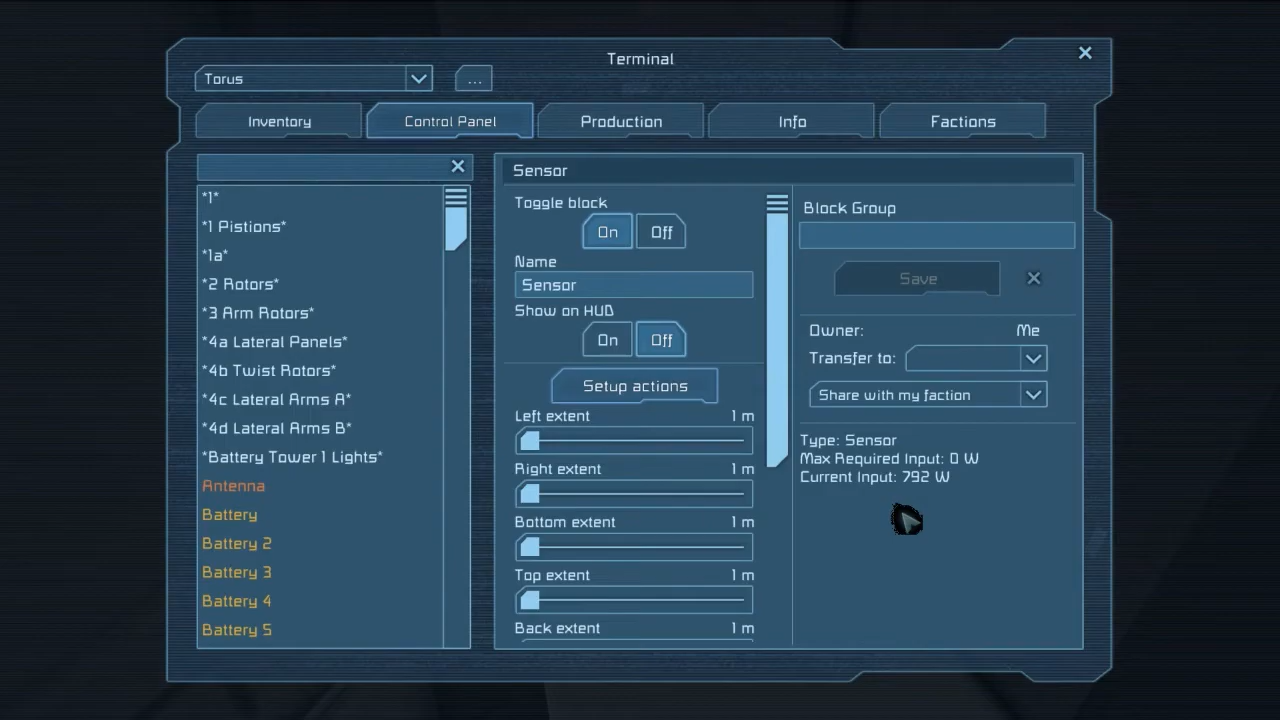 Terminal
Torus
...
Inventory
Control Panel
Production
Info
Factions
*1*
*1 Pistions*
*1a*
*2 Rotors*
*3 Arm Rotors*
*4a Lateral Panels*
*4b Twist Rotors*
*4c Lateral Arms A*
*4d Lateral Arms B*
*Battery Tower 1 Lights*
Antenna
Battery
Battery 2
Battery 3
Battery 4
Battery 5
Sensor
Toggle block
On Off
Name
Sensor
Show on HUD
On Off
Setup actions
Left extent 1 m
Right extent 1 m
Bottom extent 1 m
Top extent 1 m
Back extent 1 m
Block Group
Save
Owner: Me
Transfer to:
Share with my faction
Type: Sensor
Max Required Input: 0 W
Current Input: 792 W